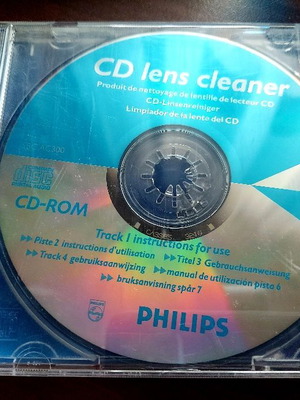 CD lens cleaner
Produit de nettoyage de lentille de lecteur CD
CD-Linsenreiniger
Limpiador de la lente del CD
CD-ROM
Track 1 instructions for use
Piste 2 instructions d'utilisation
Titel 3 Gebrauchsanweisung
Track 4 gebruiksaanwijzing
manual de utilización pista 6
bruksanvisning spår 7
PHILIPS